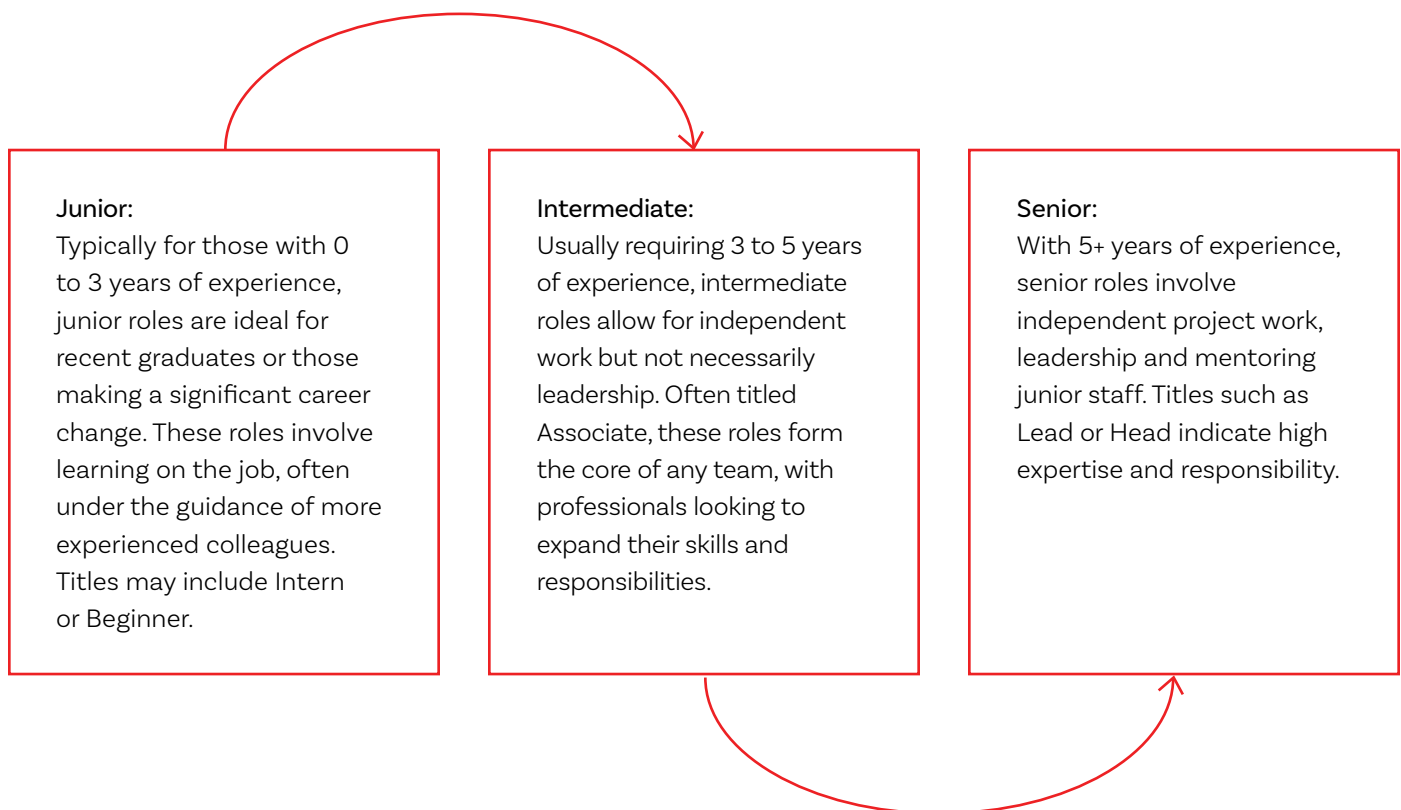 Junior:
Typically for those with 0
to 3 years of experience,
junior roles are ideal for
recent graduates or those
making a significant career
change. These roles involve
learning on the job, often
under the guidance of more
experienced colleagues.
Titles may include Intern
or Beginner.
Intermediate:
Usually requiring 3 to 5 years
of experience, intermediate
roles allow for independent
work but not necessarily
leadership. Often titled
Associate, these roles form
the core of any team, with
professionals looking to
expand their skills and
responsibilities.
Senior:
With 5+ years of experience,
senior roles involve
independent project work,
leadership and mentoring
junior staff. Titles such as
Lead or Head indicate high
expertise and responsibility.